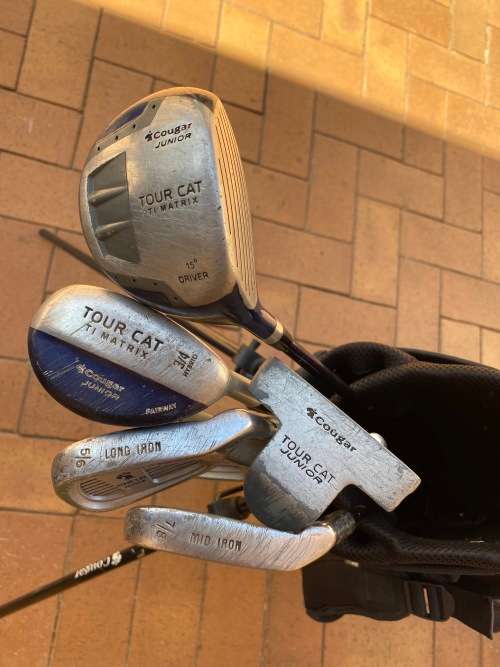 Cougar
JUNIOR
TOUR CAT
TI MATRIX
15°
DRIVER
TOUR CAT
TI MATRIX
Cougar
JUNIOR
3/4
HYBRID
FAIRWAY
Cougar
TOUR CAT
JUNIOR
5/6
LONG IRON
7/8
MID IRON
Cougar